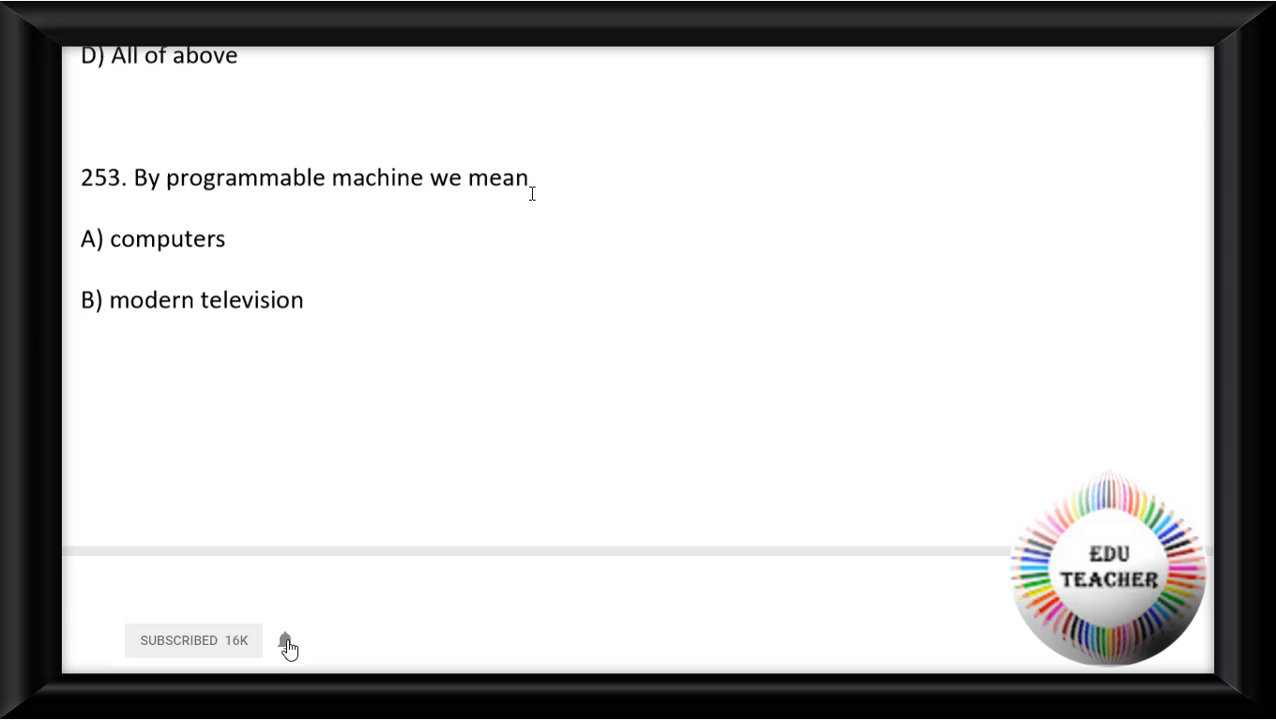 D) All of above
253. By programmable machine we mean
A) computers
B) modern television
EDU
TEACHER
SUBSCRIBED 16K